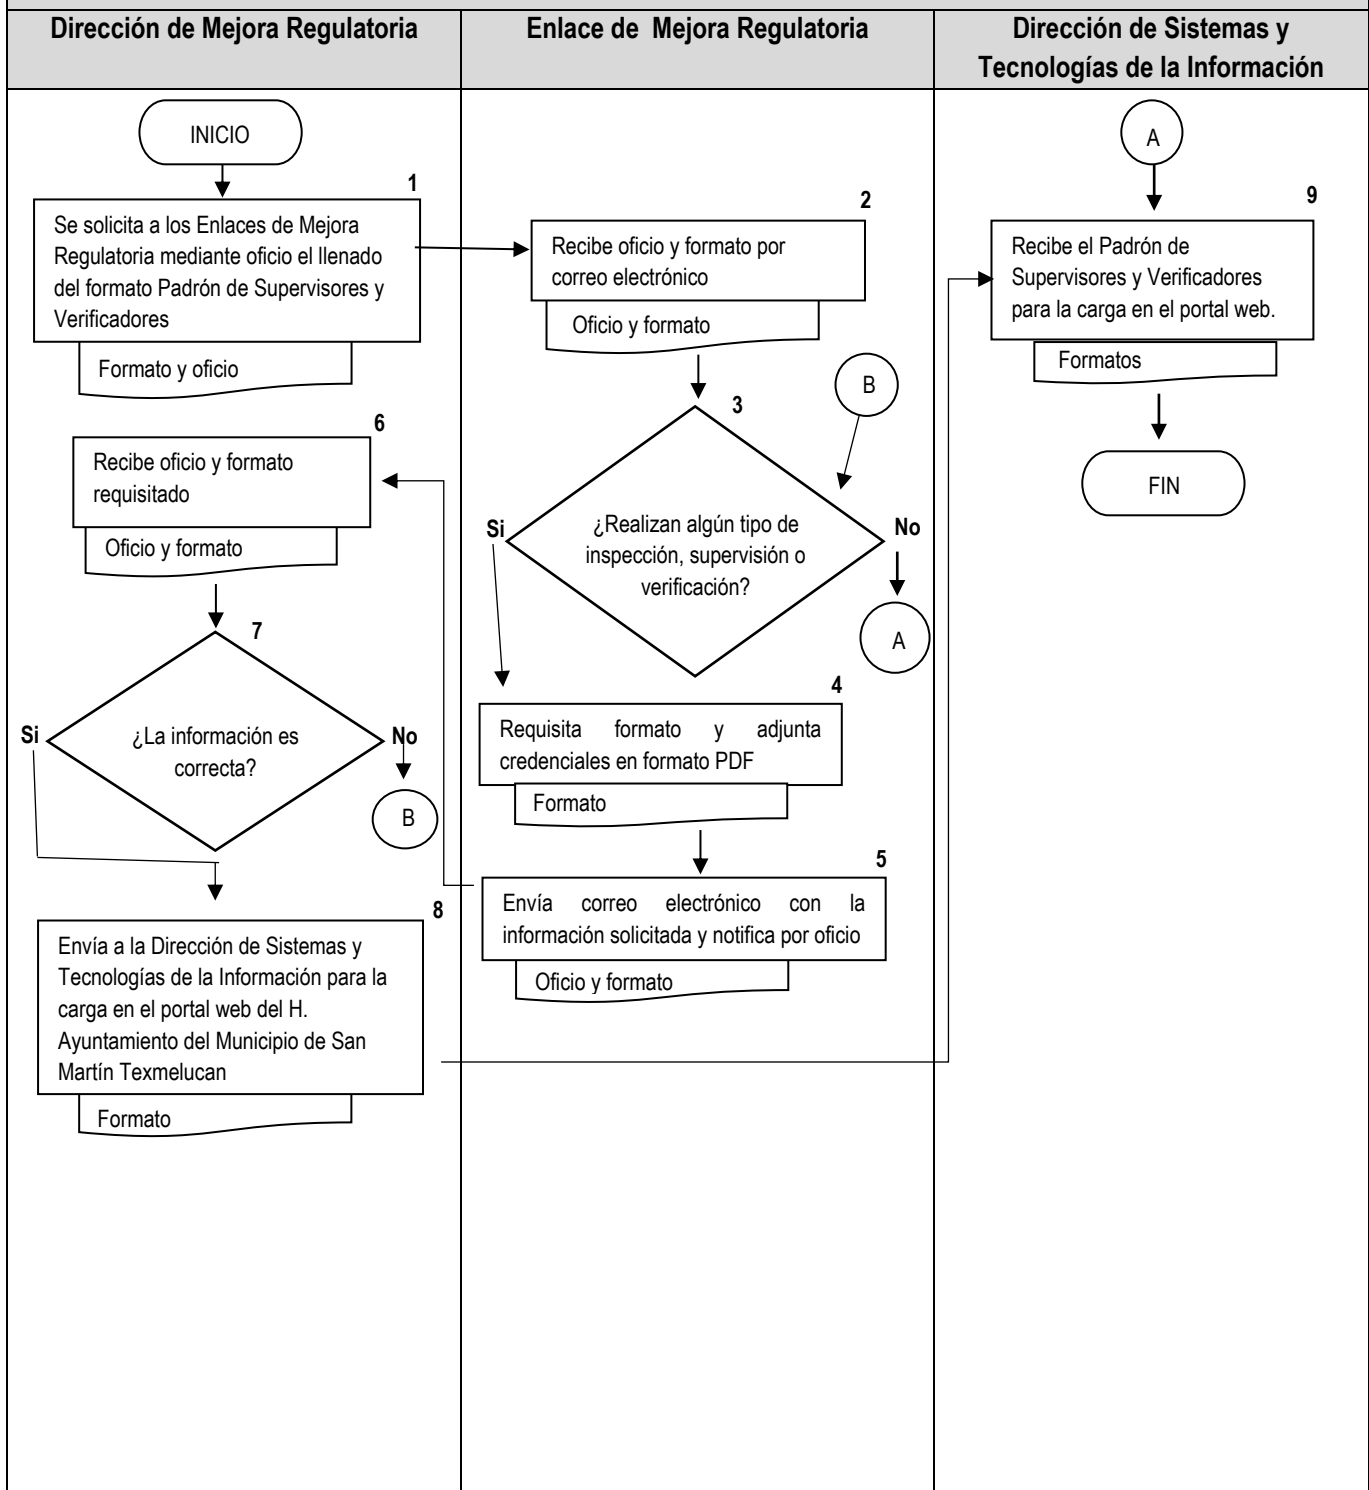 Dirección de Mejora Regulatoria
Enlace de Mejora Regulatoria
Dirección de Sistemas y
Tecnologías de la Información
INICIO
1
Se solicita a los Enlaces de Mejora
Regulatoria mediante oficio el llenado
del formato Padrón de Supervisores y
Verificadores
Formato y oficio
2
Recibe oficio y formato por
correo electrónico
Oficio y formato
B
3
¿Realizan algún tipo de
inspección, supervisión o
verificación?
Si
No
A
4
Requisita formato y adjunta
credenciales en formato PDF
Formato
5
Envía correo electrónico con la
información solicitada y notifica por oficio
Oficio y formato
6
Recibe oficio y formato
requisitado
Oficio y formato
7
¿La información es
correcta?
Si
No
B
8
Envía a la Dirección de Sistemas y
Tecnologías de la Información para la
carga en el portal web del H.
Ayuntamiento del Municipio de San
Martín Texmelucan
Formato
A
9
Recibe el Padrón de
Supervisores y Verificadores
para la carga en el portal web.
Formatos
FIN